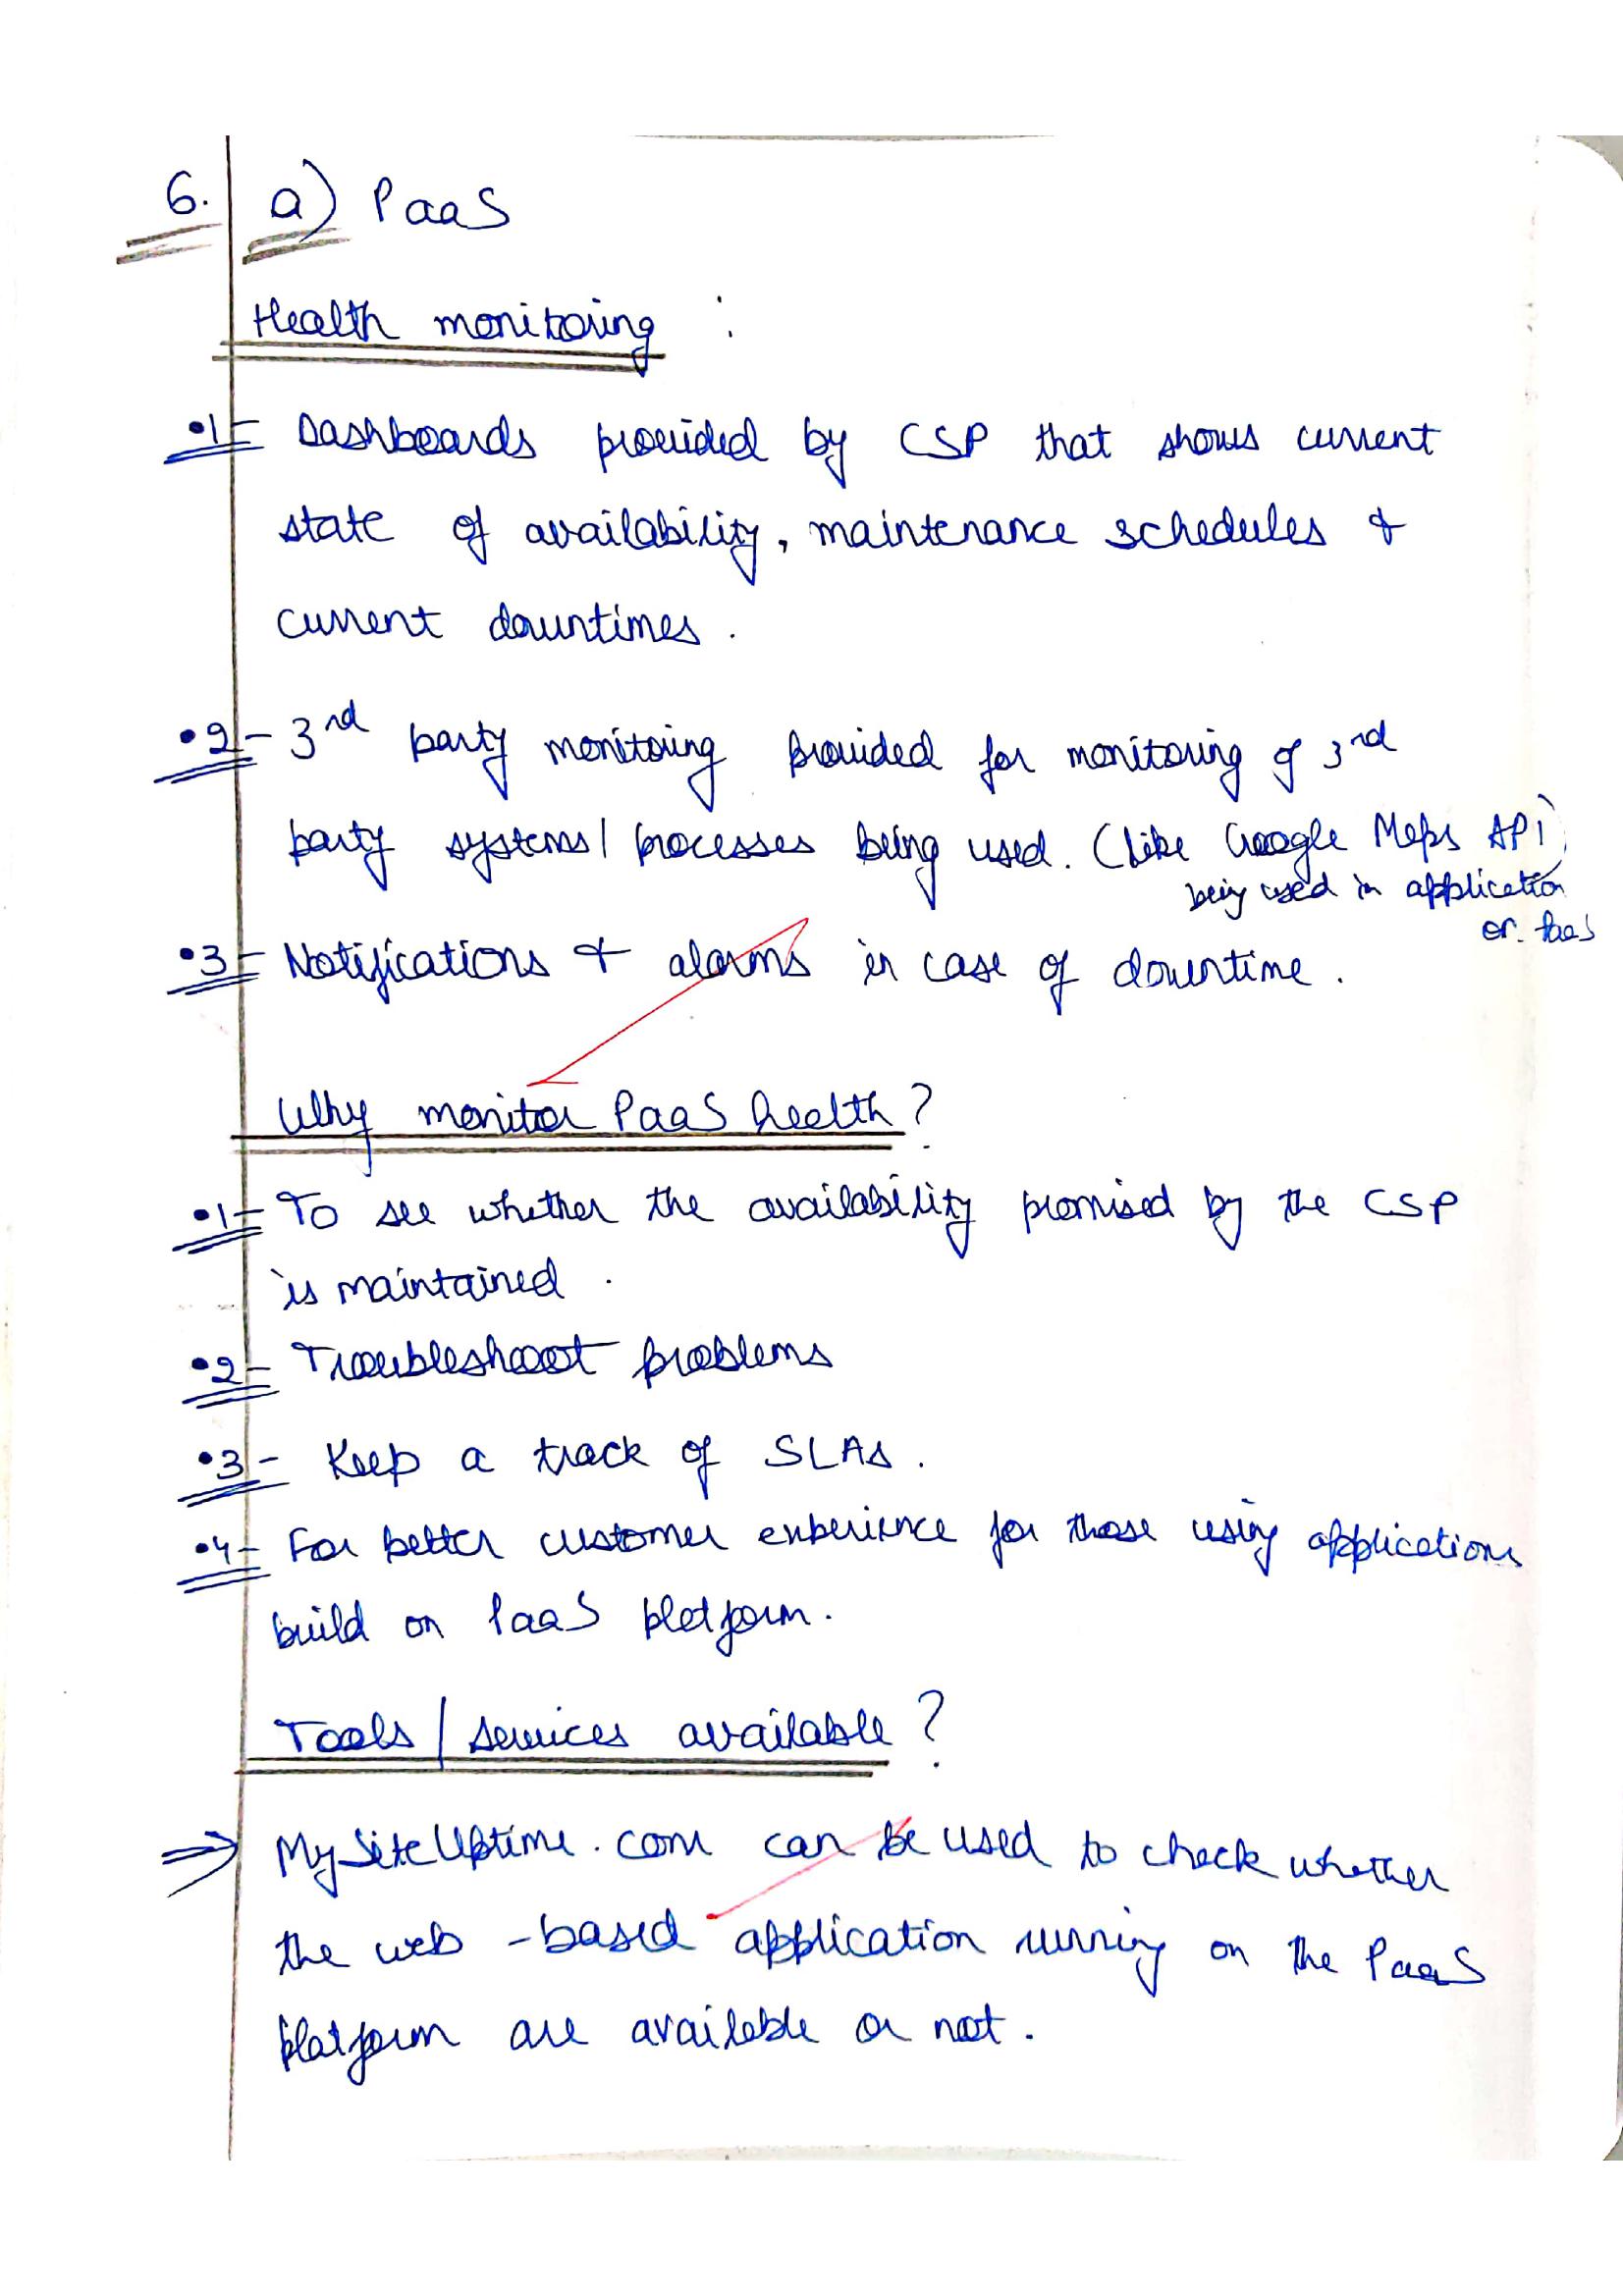 6. a) PaaS
Health monitoring :
•1- Dashboards provided by CSP that shows current
state of availability, maintenance schedules &
current downtimes.
•2- 3rd party monitoring provided for monitoring of 3rd
party systems/processes being used. (like Google Maps API)
being used in application
on PaaS
•3- Notifications & alarms in case of downtime.
Why monitor PaaS health?
•1- To see whether the availability promised by the CSP
is maintained.
•2- Troubleshoot problems
•3- Keep a track of SLAs.
•4- For better customer experience for those using applications
build on PaaS platform.
Tools/services available?
⇒ MySiteUptime.com can be used to check whether
the web-based application running on the PaaS
platform are available or not.